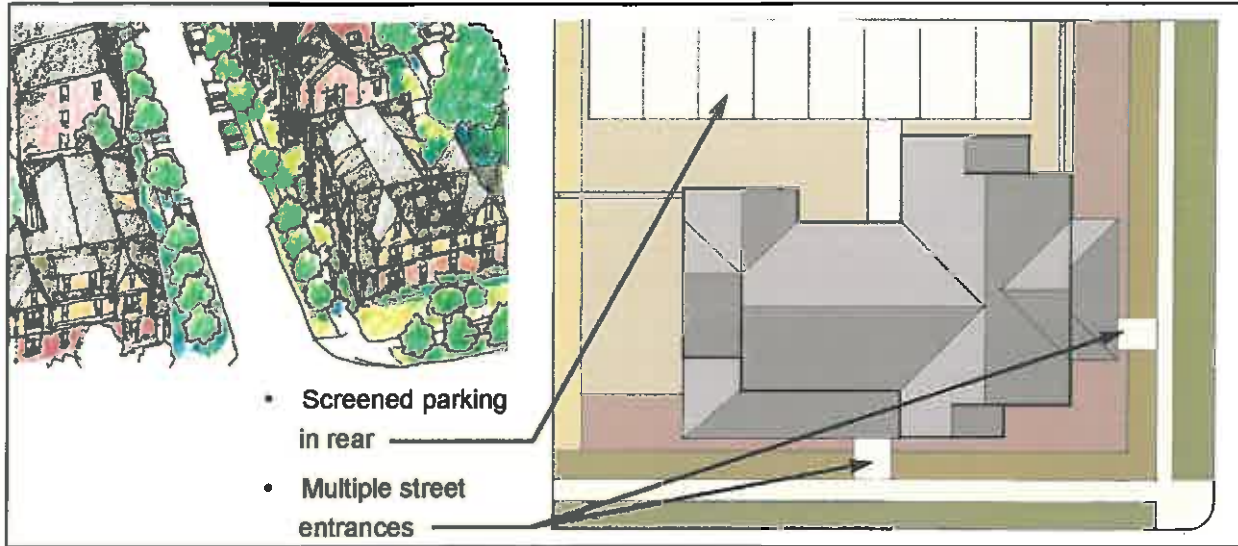 • Screened parking
in rear
• Multiple street
entrances